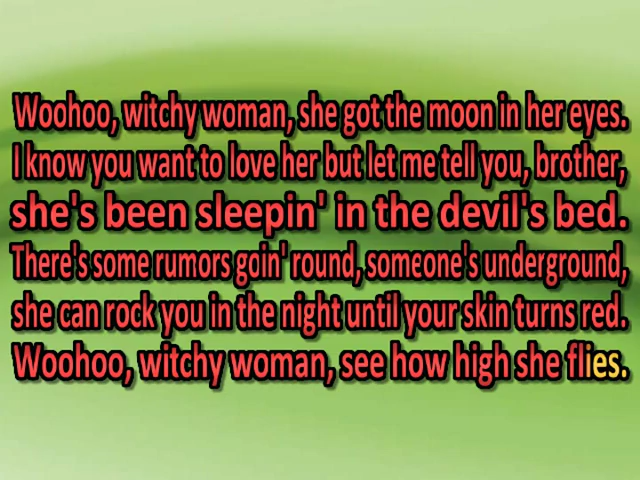 Woohoo, witchy woman, she got the moon in her eyes.
I know you want to love her but let me tell you, brother,
she's been sleepin' in the devil's bed.
There's some rumors goin' round, someone's underground,
she can rock you in the night until your skin turns red.
Woohoo, witchy woman, see how high she flies.